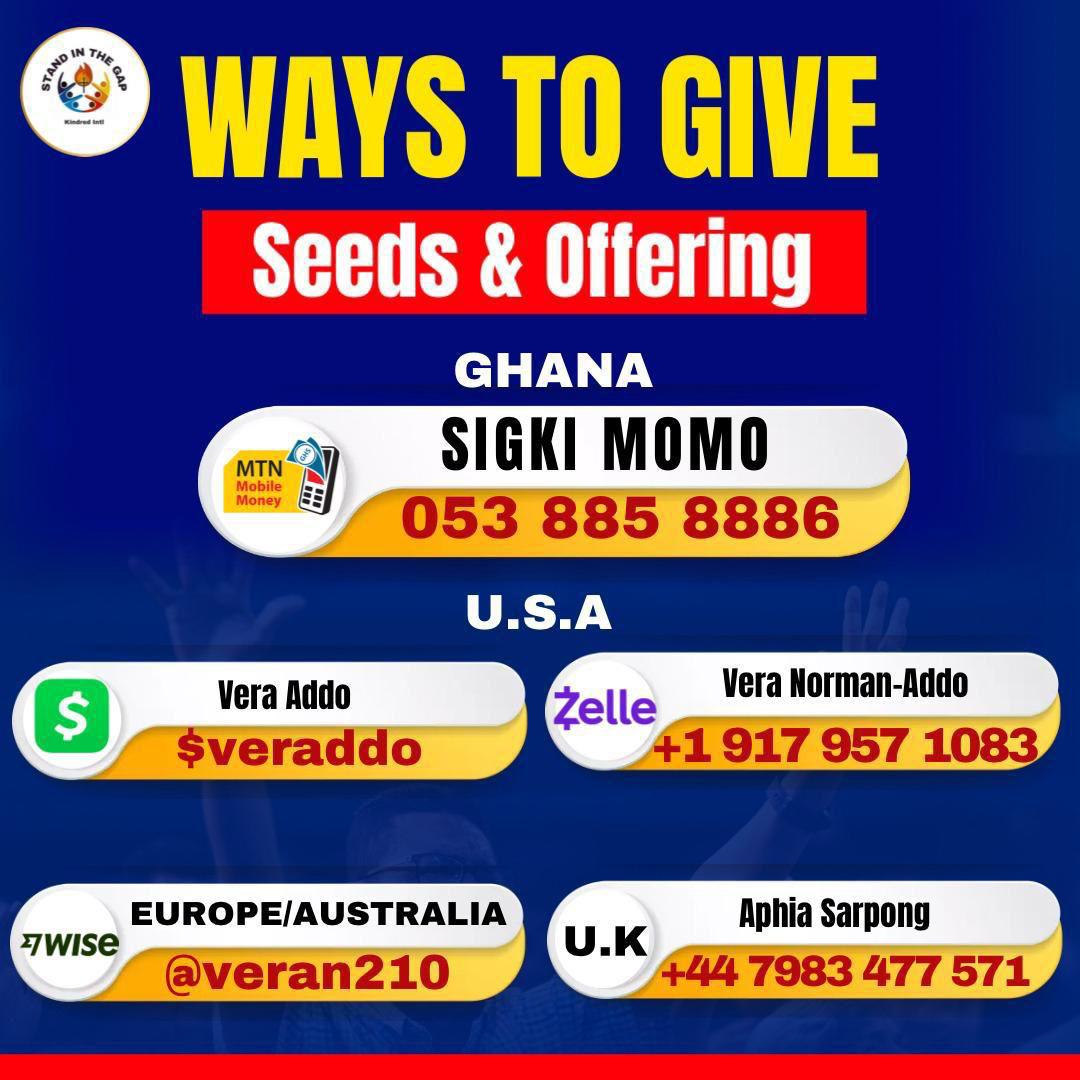 STAND IN THE GAP
Kindred Intl
WAYS TO GIVE
Seeds & Offering
GHANA
MTN
Mobile
Money
GHS
SIGKI MOMO
053 885 8886
U.S.A
$
Vera Addo
$veraddo
Zelle
Vera Norman-Addo
+1 917 957 1083
WISE
EUROPE/AUSTRALIA
@veran210
U.K
Aphia Sarpong
+44 7983 477 571